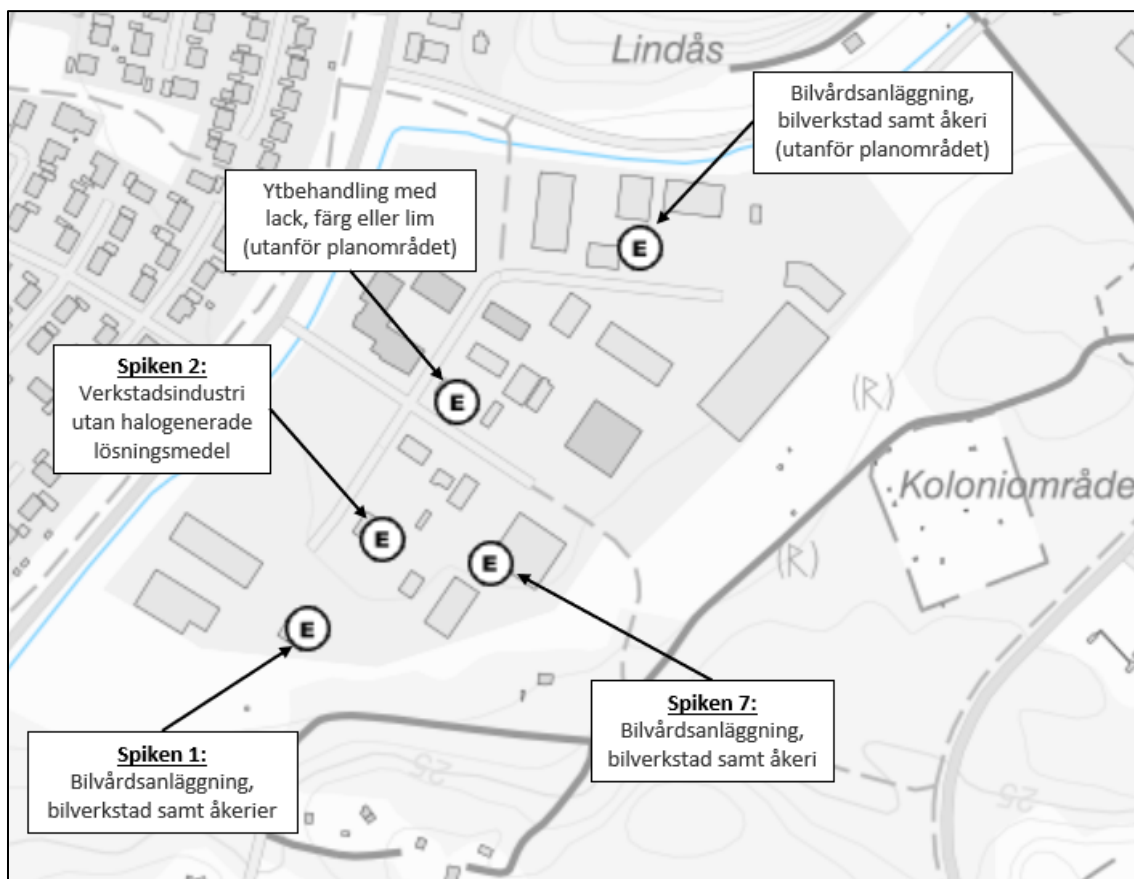 Lindås
Bilvårdsanläggning,
bilverkstad samt åkeri
(utanför planområdet)
E
Ytbehandling med
lack, färg eller lim
(utanför planområdet)
Spiken 2:
Verkstadsindustri
utan halogenerade
lösningsmedel
E
(R)
Koloniområde
E
E
(R)
E
Spiken 7:
Bilvårdsanläggning,
bilverkstad samt åkeri
Spiken 1:
Bilvårdsanläggning,
bilverkstad samt åkerier
25
25